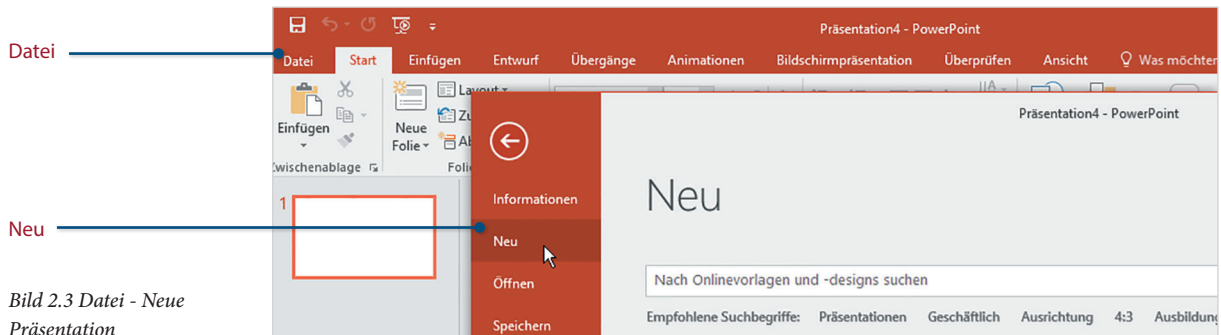 Datei
Neu
Bild 2.3 Datei - Neue
Präsentation
Präsentation4 - PowerPoint
Datei Start Einfügen Entwurf Übergänge Animationen Bildschirmpräsentation Überprüfen Ansicht Was möchten
Einfügen
Neue
Folie
Layout
1
Präsentation4 - PowerPoint
Informationen
Neu
Öffnen
Speichern
Neu
Nach Onlinevorlagen und -designs suchen
Empfohlene Suchbegriffe: Präsentationen Geschäftlich Ausrichtung 4:3 Ausbildung